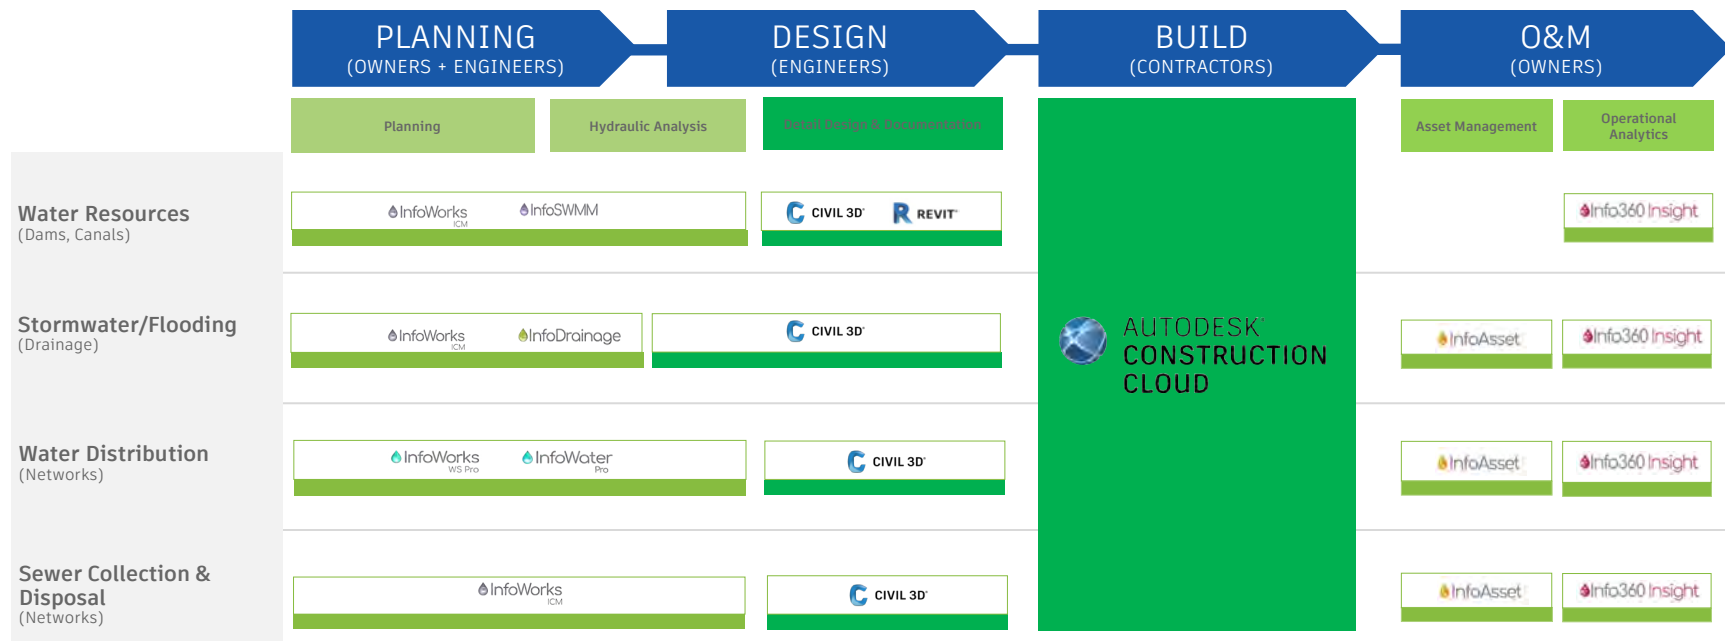 PLANNING
(OWNERS + ENGINEERS)
DESIGN
(ENGINEERS)
BUILD
(CONTRACTORS)
O&M
(OWNERS)
Planning
Hydraulic Analysis
Detail Design & Documentation
Asset Management
Operational
Analytics
Water Resources
(Dams, Canals)
InfoWorks
ICM
InfoSWMM
CIVIL 3D
REVIT
Info360 Insight
Stormwater/Flooding
(Drainage)
InfoWorks
ICM
InfoDrainage
CIVIL 3D
AUTODESK
CONSTRUCTION
CLOUD
InfoAsset
Info360 Insight
Water Distribution
(Networks)
InfoWorks
WS Pro
InfoWater
Pro
CIVIL 3D
InfoAsset
Info360 Insight
Sewer Collection &
Disposal
(Networks)
InfoWorks
ICM
CIVIL 3D
InfoAsset
Info360 Insight